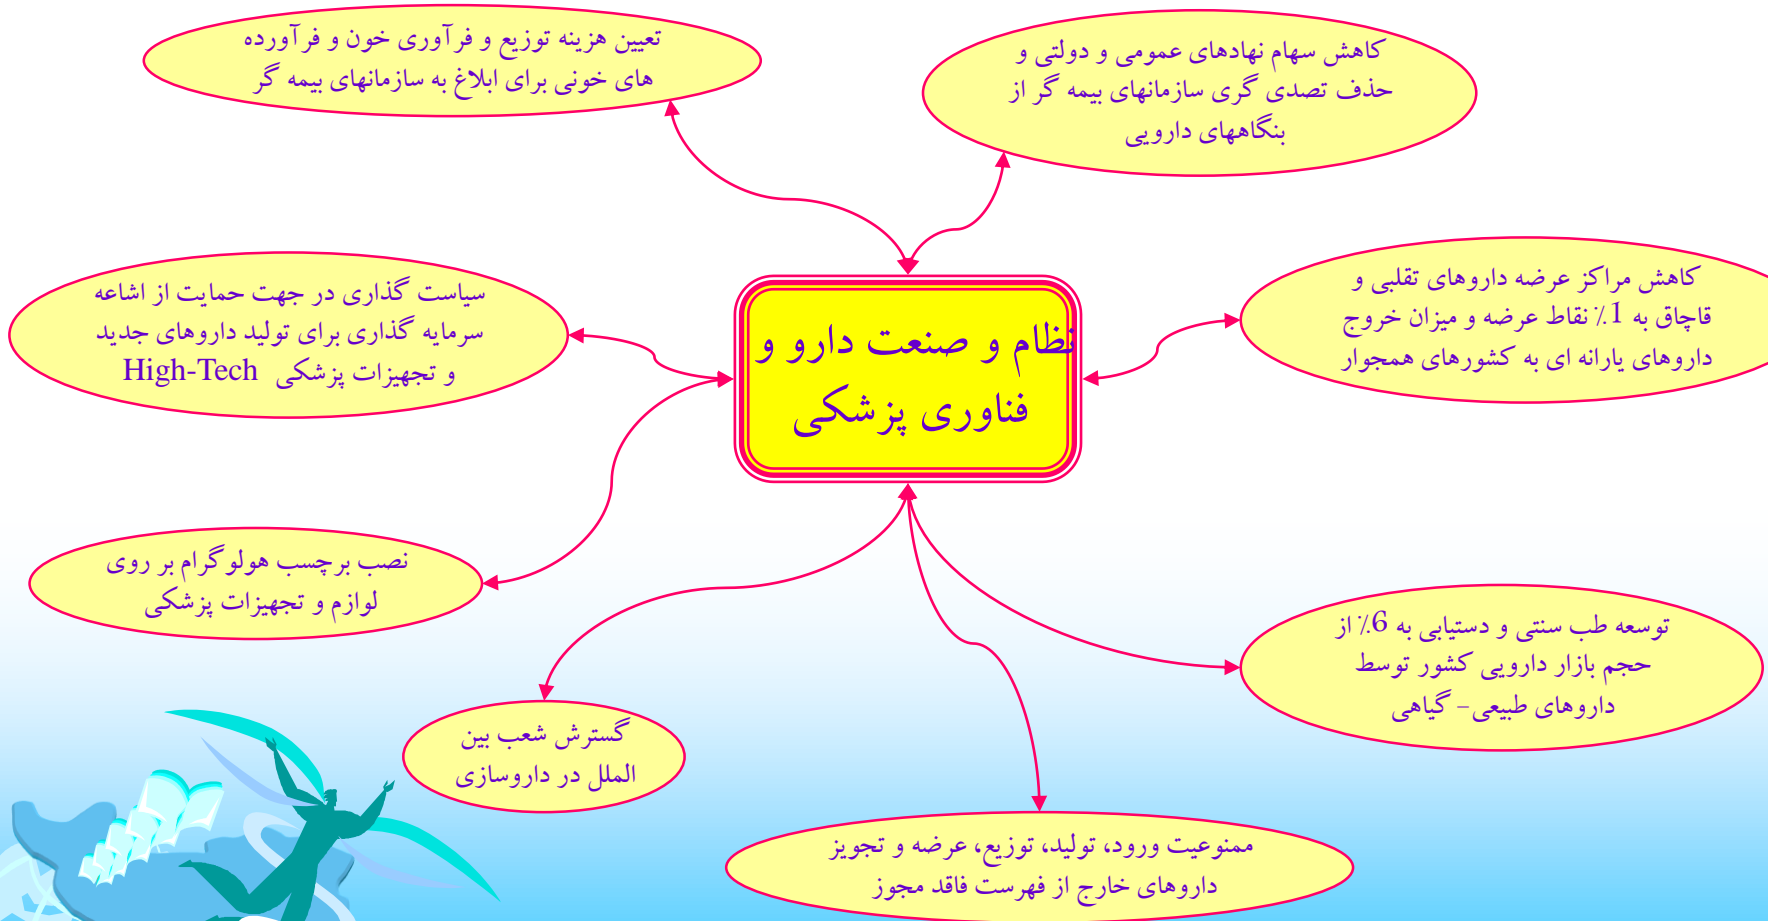 کاهش سهام نهادهای عمومی و دولتی و
حذف تصدی گری سازمانهای بیمه گر از
بنگاههای دارویی
تعیین هزینه توزیع و فرآوری خون و فرآورده
های خونی برای ابلاغ به سازمانهای بیمه گر
کاهش مراکز عرضه داروهای تقلبی و
قاچاق به 1٪ نقاط عرضه و میزان خروج
داروهای یارانه ای به کشورهای همجوار
نظام و صنعت دارو و
فناوری پزشکی
سیاست گذاری در جهت حمایت از اشاعه
سرمایه گذاری برای تولید داروهای جدید
و تجهیزات پزشکی High-Tech
نصب برچسب هولوگرام بر روی
لوازم و تجهیزات پزشکی
توسعه طب سنتی و دستیابی به 6٪ از
حجم بازار دارویی کشور توسط
داروهای طبیعی- گیاهی
گسترش شعب بین
الملل در داروسازی
ممنوعیت ورود، تولید، توزیع، عرضه و تجویز
داروهای خارج از فهرست فاقد مجوز